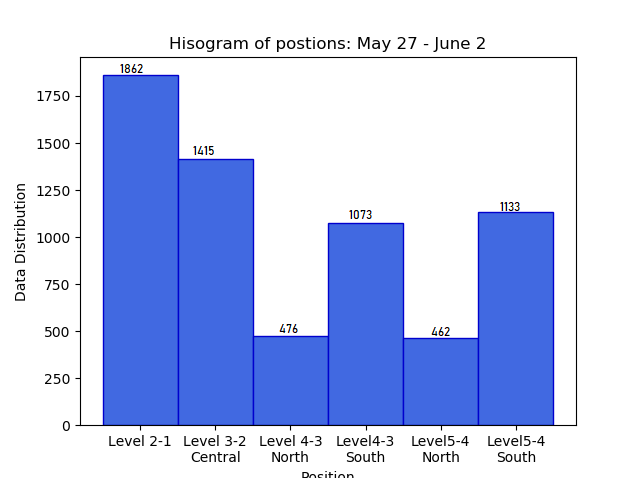 Hisogram of postions: May 27 - June 2
1862
1415
476
1073
462
1133
Data Distribution
1750
1500
1250
1000
750
500
250
0
Level 2-1
Level 3-2
Central
Level 4-3
North
Level4-3
South
Level5-4
North
Level5-4
South
Position